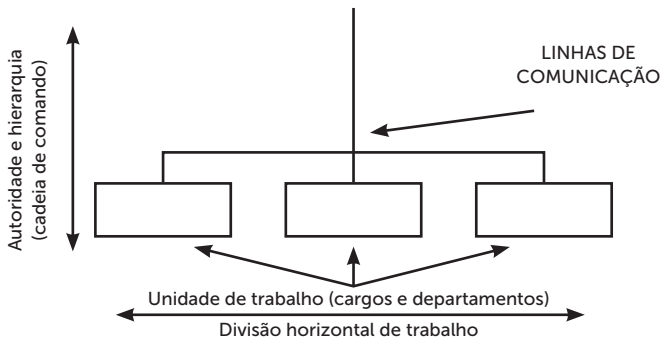 Autoridade e hierarquia
(cadeia de comando)
LINHAS DE
COMUNICAÇÃO
Unidade de trabalho (cargos e departamentos)
Divisão horizontal de trabalho